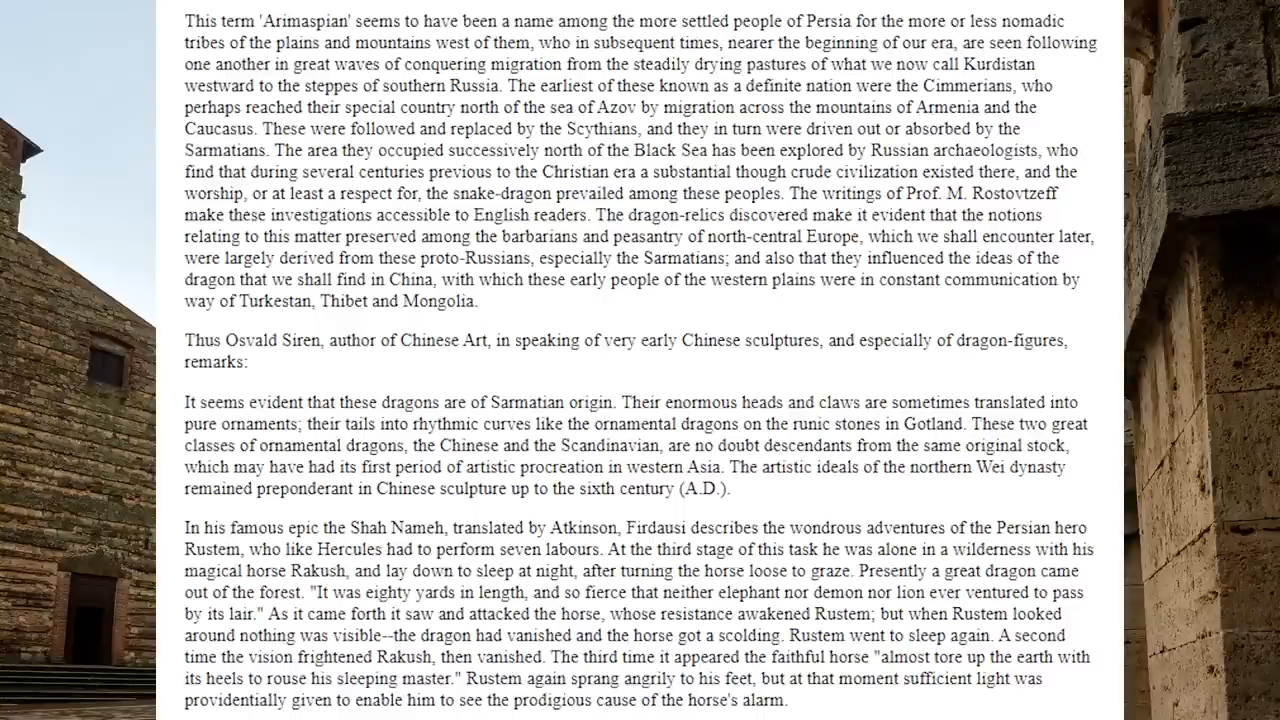 This term 'Arimaspian' seems to have been a name among the more settled people of Persia for the more or less nomadic
tribes of the plains and mountains west of them, who in subsequent times, nearer the beginning of our era, are seen following
one another in great waves of conquering migration from the steadily drying pastures of what we now call Kurdistan
westward to the steppes of southern Russia. The earliest of these known as a definite nation were the Cimmerians, who
perhaps reached their special country north of the sea of Azov by migration across the mountains of Armenia and the
Caucasus. These were followed and replaced by the Scythians, and they in turn were driven out or absorbed by the
Sarmatians. The area they occupied successively north of the Black Sea has been explored by Russian archaeologists, who
find that during several centuries previous to the Christian era a substantial though crude civilization existed there, and the
worship, or at least a respect for, the snake-dragon prevailed among these peoples. The writings of Prof. M. Rostovtzeff
make these investigations accessible to English readers. The dragon-relics discovered make it evident that the notions
relating to this matter preserved among the barbarians and peasantry of north-central Europe, which we shall encounter later,
were largely derived from these proto-Russians, especially the Sarmatians; and also that they influenced the ideas of the
dragon that we shall find in China, with which these early people of the western plains were in constant communication by
way of Turkestan, Thibet and Mongolia.
Thus Osvald Siren, author of Chinese Art, in speaking of very early Chinese sculptures, and especially of dragon-figures,
remarks:
It seems evident that these dragons are of Sarmatian origin. Their enormous heads and claws are sometimes translated into
pure ornaments; their tails into rhythmic curves like the ornamental dragons on the runic stones in Gotland. These two great
classes of ornamental dragons, the Chinese and the Scandinavian, are no doubt descendants from the same original stock,
which may have had its first period of artistic procreation in western Asia. The artistic ideals of the northern Wei dynasty
remained preponderant in Chinese sculpture up to the sixth century (A.D.).
In his famous epic the Shah Nameh, translated by Atkinson, Firdausi describes the wondrous adventures of the Persian hero
Rustem, who like Hercules had to perform seven labours. At the third stage of this task he was alone in a wilderness with his
magical horse Rakush, and lay down to sleep at night, after turning the horse loose to graze. Presently a great dragon came
out of the forest. "It was eighty yards in length, and so fierce that neither elephant nor demon nor lion ever ventured to pass
by its lair." As it came forth it saw and attacked the horse, whose resistance awakened Rustem; but when Rustem looked
around nothing was visible--the dragon had vanished and the horse got a scolding. Rustem went to sleep again. A second
time the vision frightened Rakush, then vanished. The third time it appeared the faithful horse "almost tore up the earth with
its heels to rouse his sleeping master." Rustem again sprang angrily to his feet, but at that moment sufficient light was
providentially given to enable him to see the prodigious cause of the horse's alarm.